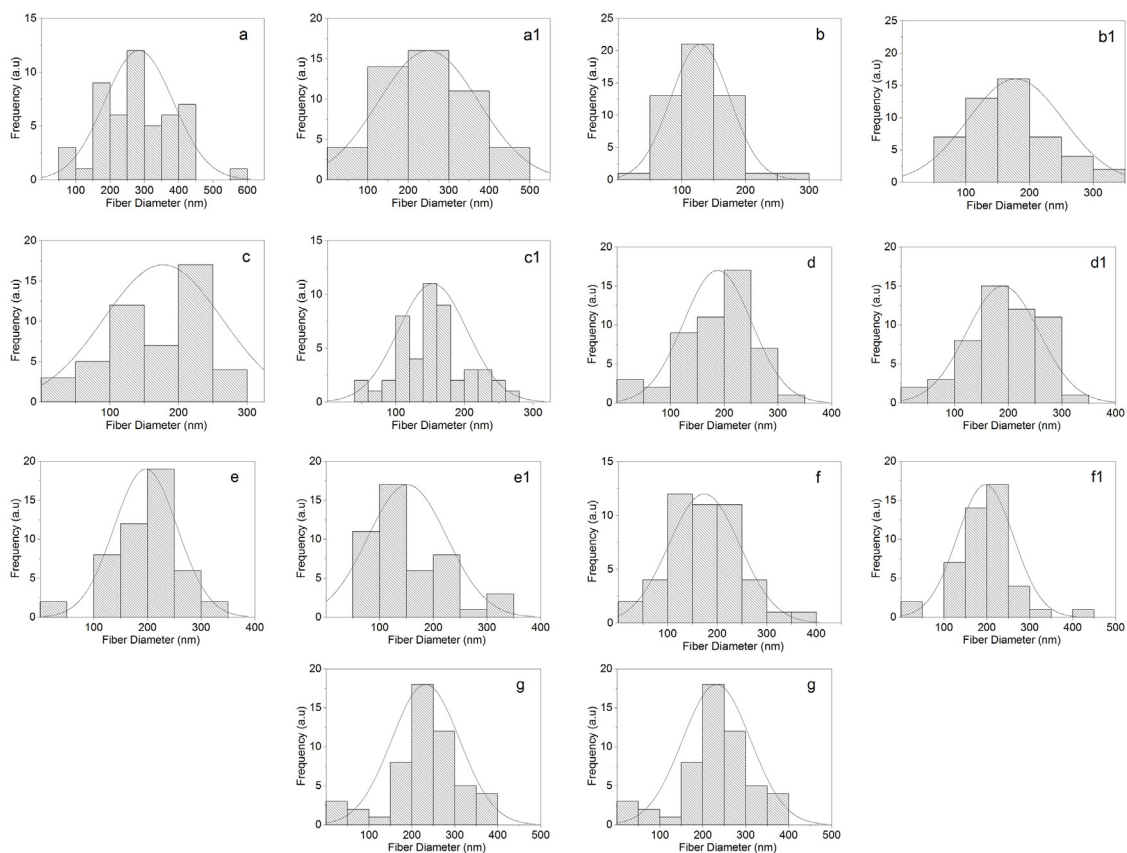 a
Frequency (a.u)
15
10
5
0
100 200 300 400 500 600
Fiber Diameter (nm)
a1
Frequency (a.u)
20
15
10
5
0
100 200 300 400 500
Fiber Diameter (nm)
b
Frequency (a.u)
25
20
15
10
5
0
100 200 300
Fiber Diameter (nm)
b1
Frequency (a.u)
25
20
15
10
5
0
100 200 300
Fiber Diameter (nm)
c
Frequency (a.u)
20
15
10
5
0
100 200 300
Fiber Diameter (nm)
c1
Frequency (a.u)
15
10
5
0
100 200 300
Fiber Diameter (nm)
d
Frequency (a.u)
20
15
10
5
0
100 200 300 400
Fiber Diameter (nm)
d1
Frequency (a.u)
20
15
10
5
0
100 200 300 400
Fiber Diameter (nm)
e
Frequency (a.u)
20
15
10
5
0
100 200 300 400
Fiber Diameter (nm)
e1
Frequency (a.u)
20
15
10
5
0
100 200 300 400
Fiber Diameter (nm)
f
Frequency (a.u)
15
10
5
0
100 200 300 400
Fiber Diameter (nm)
f1
Frequency (a.u)
20
15
10
5
0
100 200 300 400 500
Fiber Diameter (nm)
g
Frequency (a.u)
20
15
10
5
0
100 200 300 400 500
Fiber Diameter (nm)
g
Frequency (a.u)
20
15
10
5
0
100 200 300 400 500
Fiber Diameter (nm)